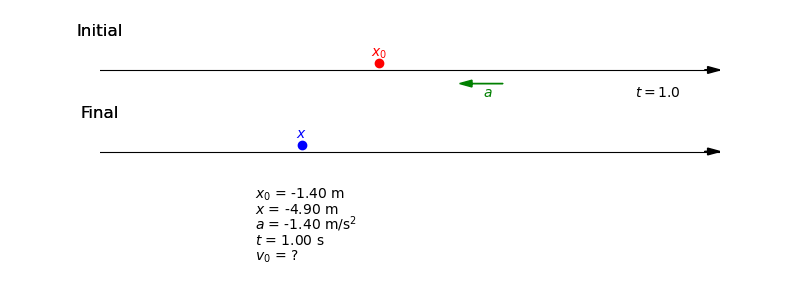 Initial
x₀
a
t = 1.0
Final
x
x₀ = -1.40 m
x = -4.90 m
a = -1.40 m/s²
t = 1.00 s
v₀ = ?